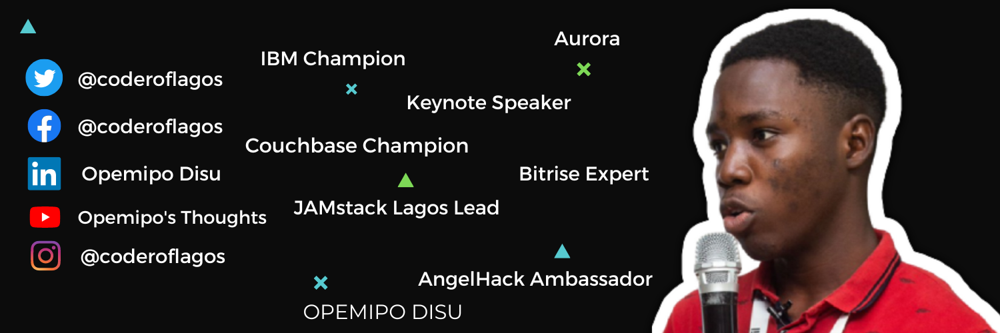 @coderoflagos
@coderoflagos
Opemipo Disu
Opemipo's Thoughts
@coderoflagos
IBM Champion
Aurora
Keynote Speaker
Couchbase Champion
Bitrise Expert
JAMstack Lagos Lead
AngelHack Ambassador
OPEMIPO DISU